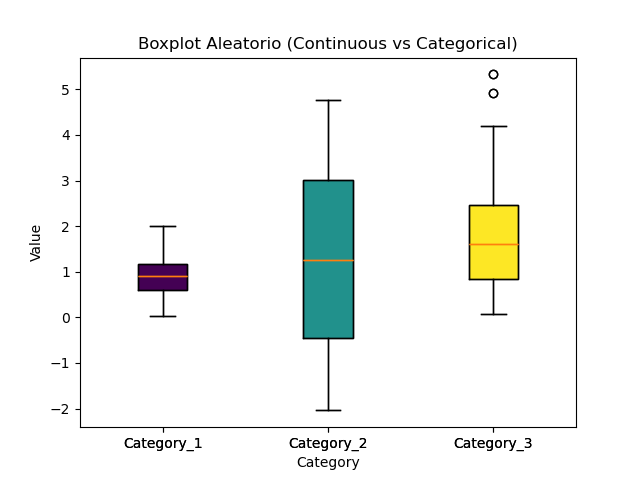 Boxplot Aleatorio (Continuous vs Categorical)
5
4
3
2
1
0
−1
−2
Value
Category_1 Category_2 Category_3
Category